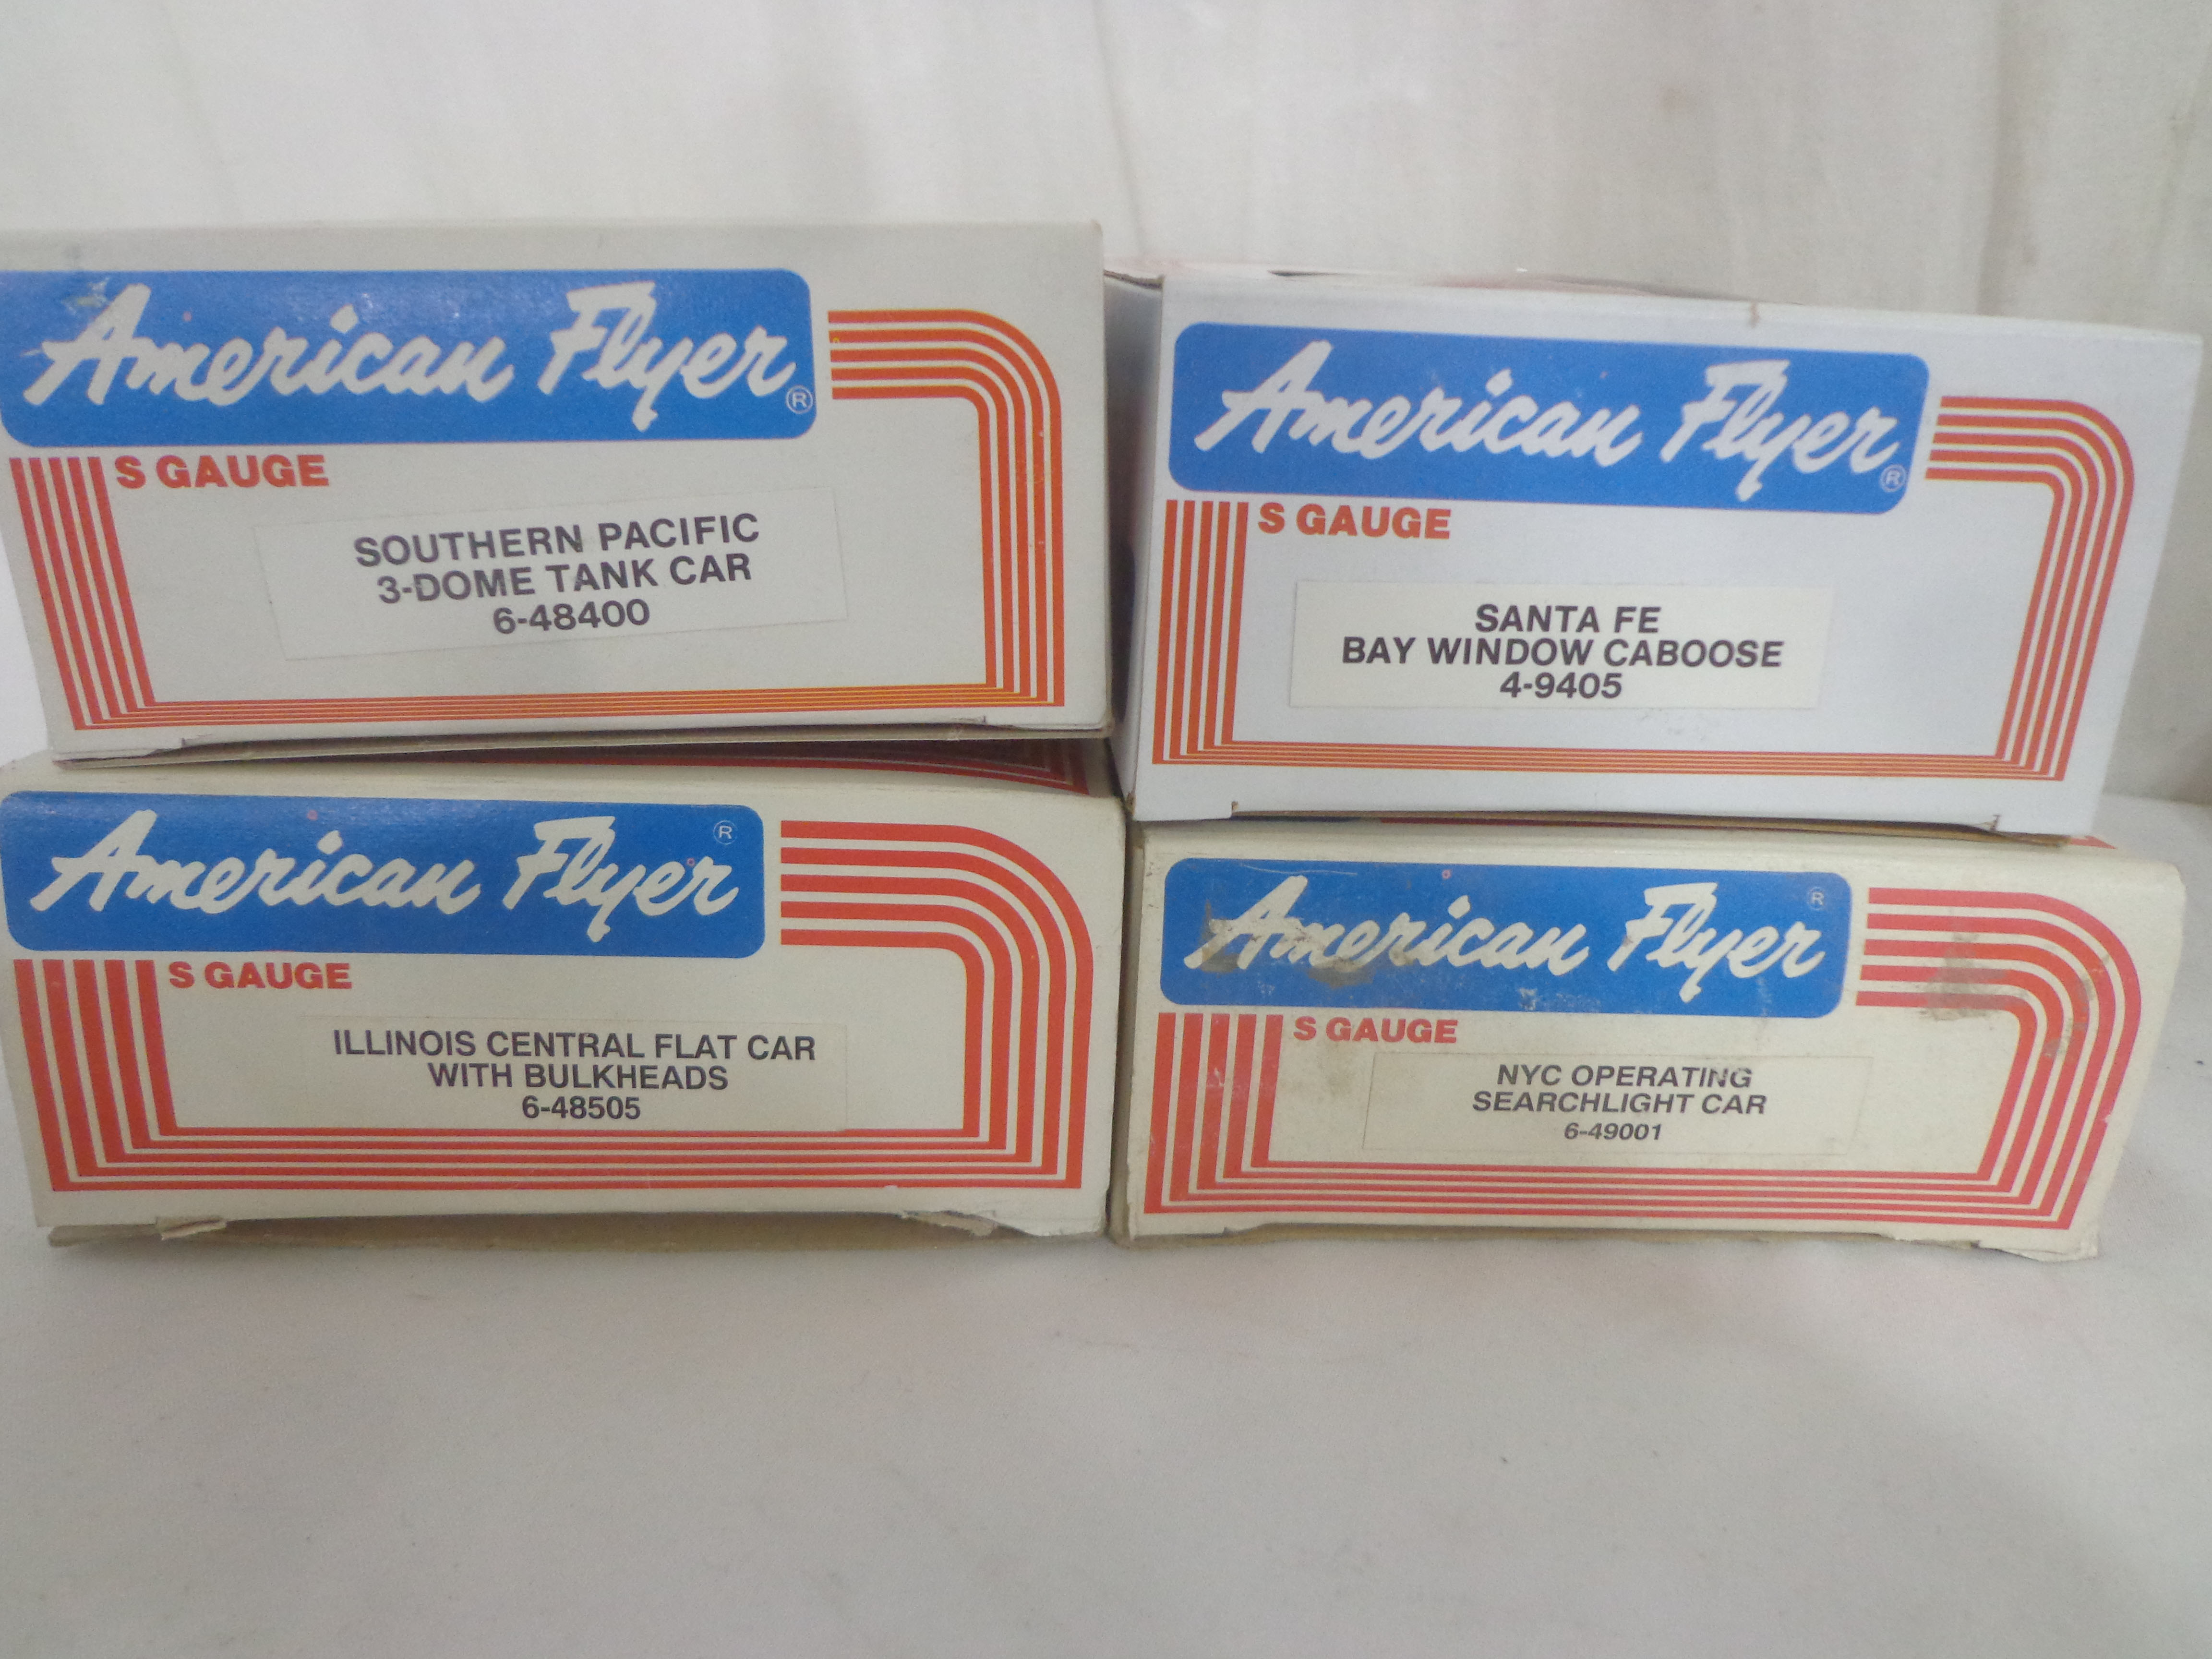 American Flyer®
S GAUGE
SOUTHERN PACIFIC
3-DOME TANK CAR
6-48400
American Flyer®
S GAUGE
SANTA FE
BAY WINDOW CABOOSE
4-9405
American Flyer®
S GAUGE
ILLINOIS CENTRAL FLAT CAR
WITH BULKHEADS
6-48505
American Flyer®
S GAUGE
NYC OPERATING
SEARCHLIGHT CAR
6-49001